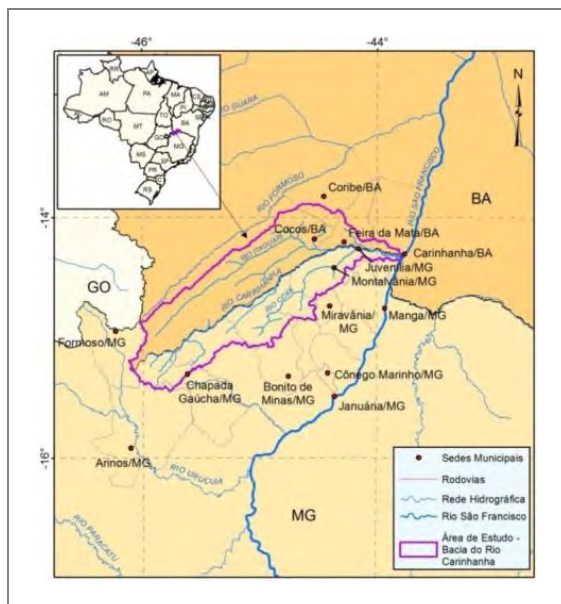 -46°
-44°
N
AM
PA
MA
TO
RO
MT
BA
GO
MG
MS
SP
PR
RS
RIO GUARÁ
RIO FORMOSO
RIO SÃO FRANCISCO
BA
Coribe/BA
-14°
Cocos/BA
Feira da Mata/BA
RIO ITAGUARI
Carinhanha/BA
GO
Juvenília/MG
RIO CARINHANHA
Montalvânia/MG
Miravânia/
MG
Manga/MG
Formoso/MG
Chapada
Gaúcha/MG
Bonito de
Minas/MG
Cônego Marinho/MG
Januária/MG
-16°
Arinos/MG
RIO URUCUIA
MG
RIO PARACATU
Sedes Municipais
Rodovias
Rede Hidrográfica
Rio São Francisco
Área de Estudo -
Bacia do Rio
Carinhanha